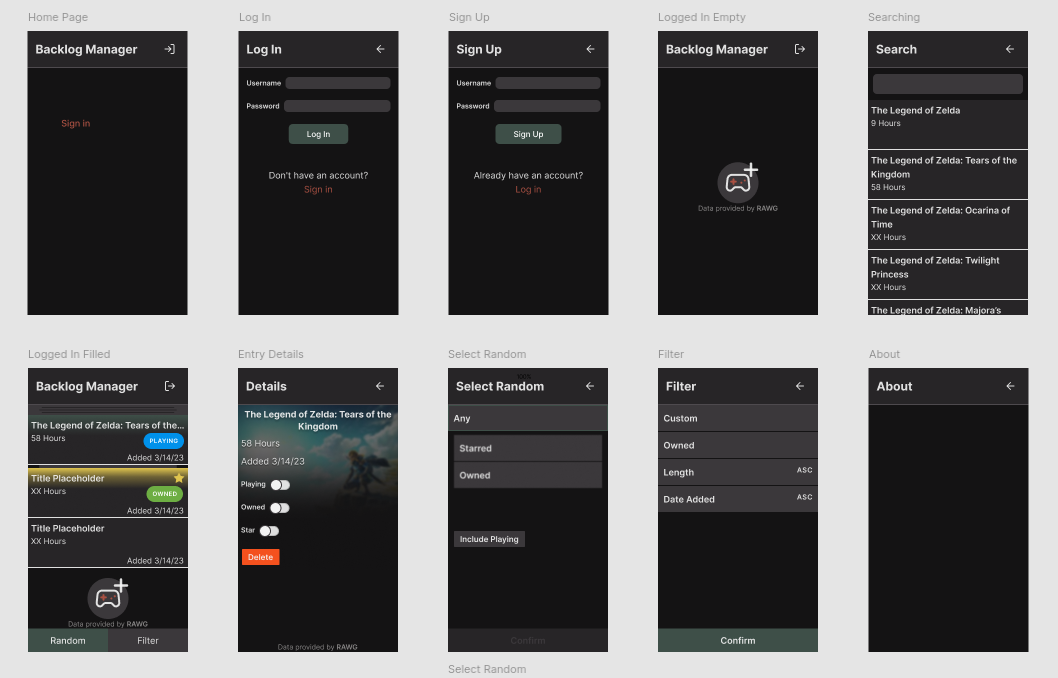 Home Page
Backlog Manager
Sign in
Log In
Log In
Username
Password
Log In
Don't have an account?
Sign in
Sign Up
Sign Up
Username
Password
Sign Up
Already have an account?
Log in
Logged In Empty
Backlog Manager
Data provided by RAWG
Searching
Search
The Legend of Zelda
9 Hours
The Legend of Zelda: Tears of the
Kingdom
58 Hours
The Legend of Zelda: Ocarina of
Time
XX Hours
The Legend of Zelda: Twilight
Princess
XX Hours
The Legend of Zelda: Majora's
Logged In Filled
Backlog Manager
The Legend of Zelda: Tears of the...
58 Hours
PLAYING
Added 3/14/23
Title Placeholder
XX Hours
OWNED
Added 3/14/23
Title Placeholder
XX Hours
Added 3/14/23
Data provided by RAWG
Random
Filter
Entry Details
Details
The Legend of Zelda: Tears of the
Kingdom
58 Hours
Added 3/14/23
Playing
Owned
Star
Delete
Data provided by RAWG
Select Random
Select Random
Any
Starred
Owned
Include Playing
Confirm
Filter
Filter
Custom
Owned
Length ASC
Date Added ASC
Confirm
About
About
Select Random